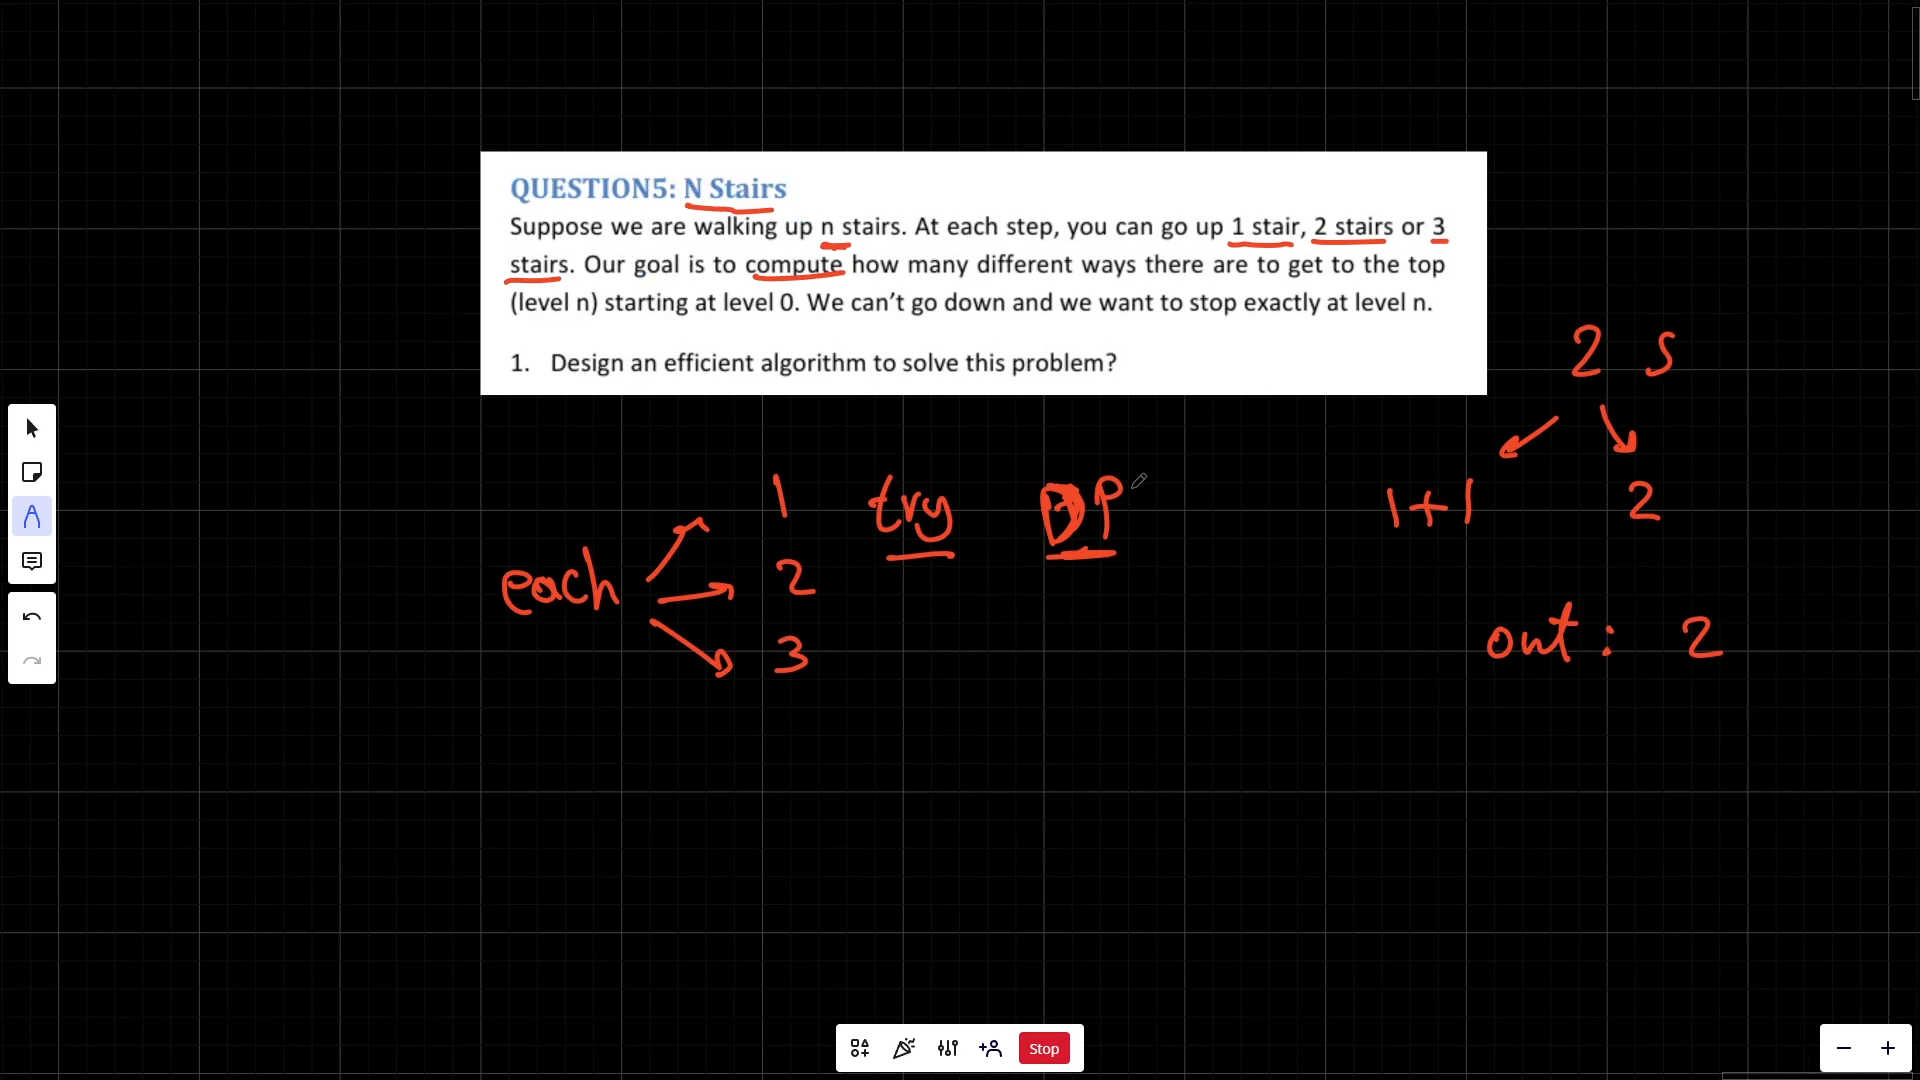 QUESTION5: N Stairs
Suppose we are walking up n stairs. At each step, you can go up 1 stair, 2 stairs or 3
stairs. Our goal is to compute how many different ways there are to get to the top
(level n) starting at level 0. We can’t go down and we want to stop exactly at level n.
1. Design an efficient algorithm to solve this problem?
2 s
1+1 2
out: 2
each 1 try DP
2
3
Stop